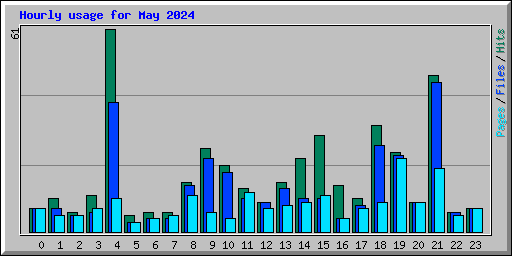 Hourly usage for May 2024
61
Pages / Files / Hits
0 1 2 3 4 5 6 7 8 9 10 11 12 13 14 15 16 17 18 19 20 21 22 23